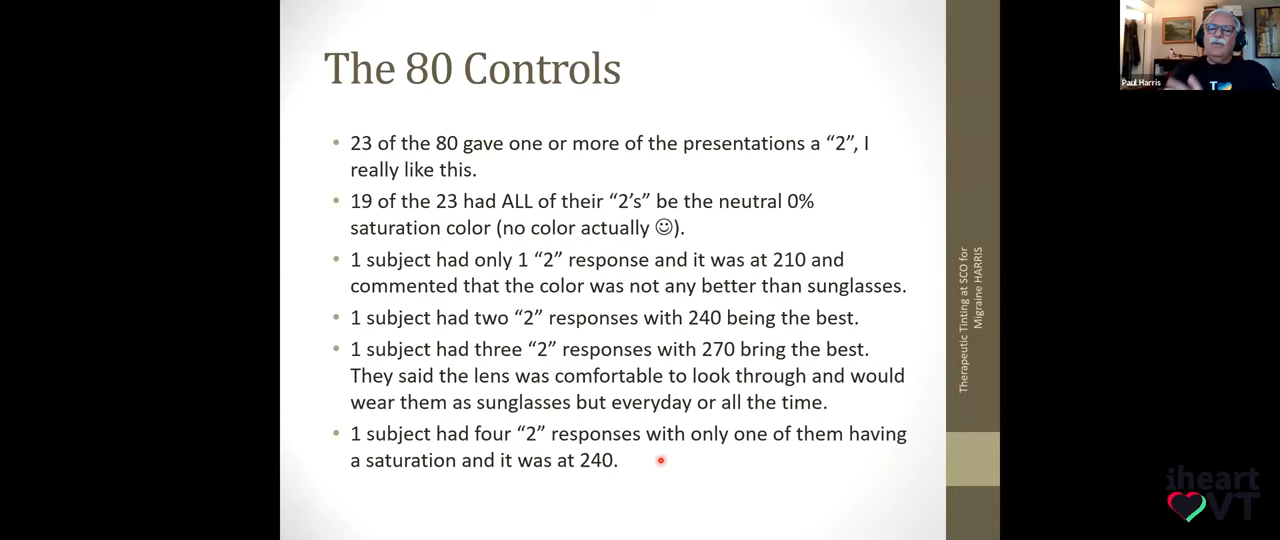 The 80 Controls
• 23 of the 80 gave one or more of the presentations a “2”, I
really like this.
• 19 of the 23 had ALL of their “2’s” be the neutral 0%
saturation color (no color actually ☺).
• 1 subject had only 1 “2” response and it was at 210 and
commented that the color was not any better than sunglasses.
• 1 subject had two “2” responses with 240 being the best.
• 1 subject had three “2” responses with 270 bring the best.
They said the lens was comfortable to look through and would
wear them as sunglasses but everyday or all the time.
• 1 subject had four “2” responses with only one of them having
a saturation and it was at 240.
Therapeutic Tinting at SCO for
Migraine HARRIS
Paul Harris
iheart
VT